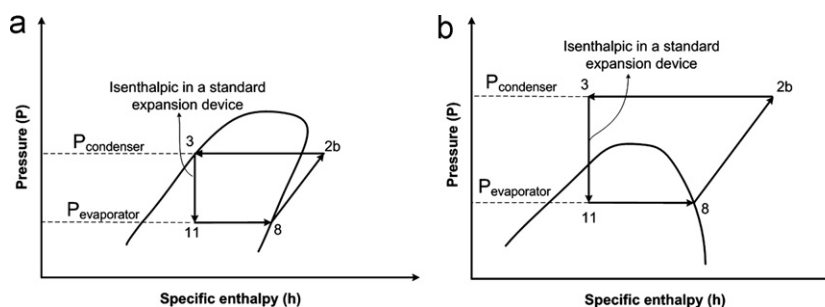 a
Isenthalpic in a standard
expansion device
Pcondenser
3
2b
Pevaporator
11
8
Pressure (P)
Specific enthalpy (h)
b
Isenthalpic in a standard
expansion device
Pcondenser
3
2b
Pevaporator
11
8
Pressure (P)
Specific enthalpy (h)